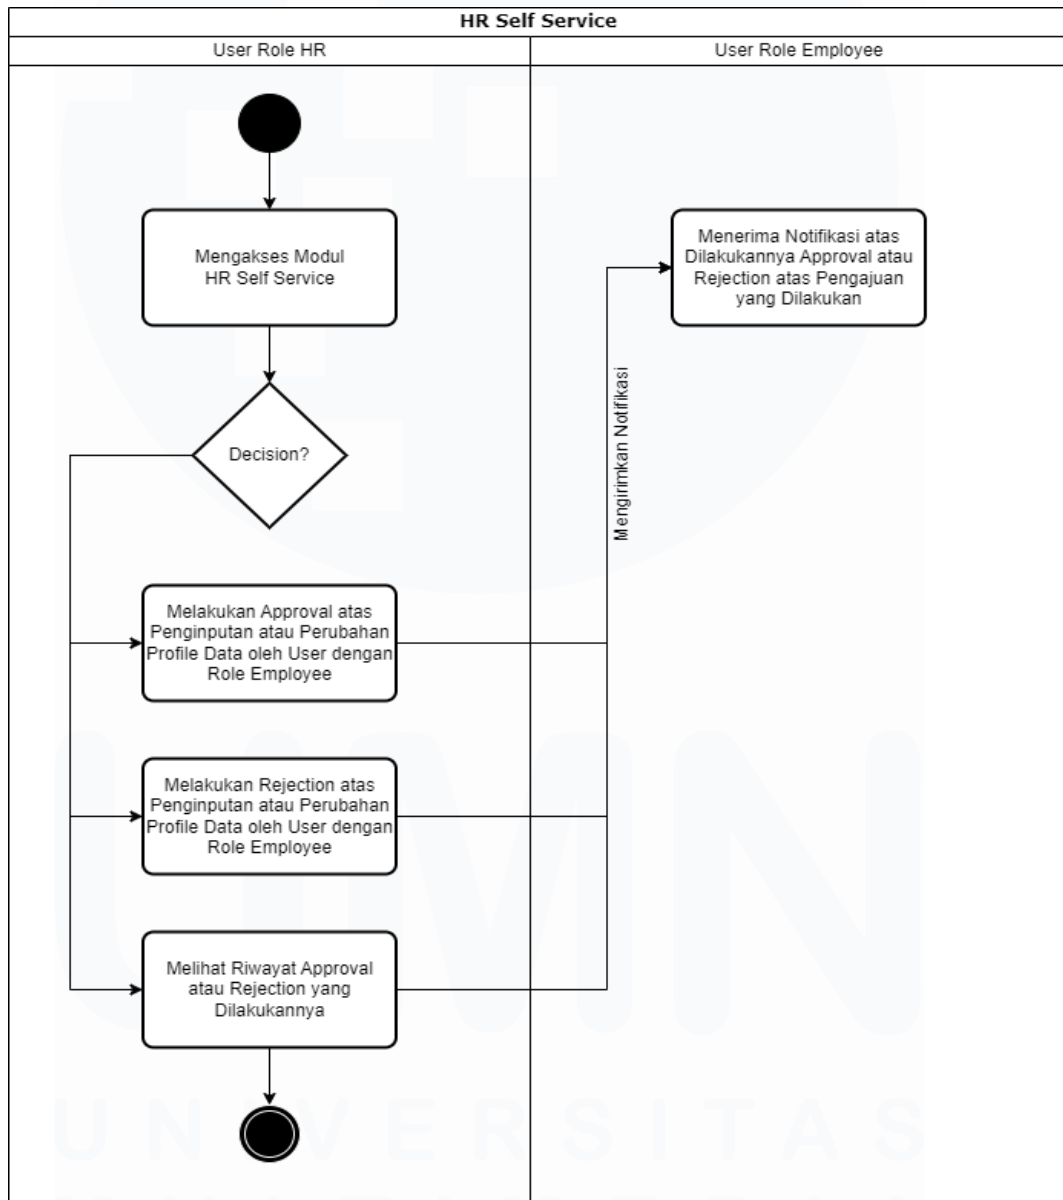 HR Self Service
User Role HR
User Role Employee
Mengakses Modul
HR Self Service
Menerima Notifikasi atas
Dilakukannya Approval atau
Rejection atas Pengajuan
yang Dilakukan
Mengirimkan Notifikasi
Decision?
Melakukan Approval atas
Penginputan atau Perubahan
Profile Data oleh User dengan
Role Employee
Melakukan Rejection atas
Penginputan atau Perubahan
Profile Data oleh User dengan
Role Employee
Melihat Riwayat Approval
atau Rejection yang
Dilakukannya
UMN
UNIVERSITAS